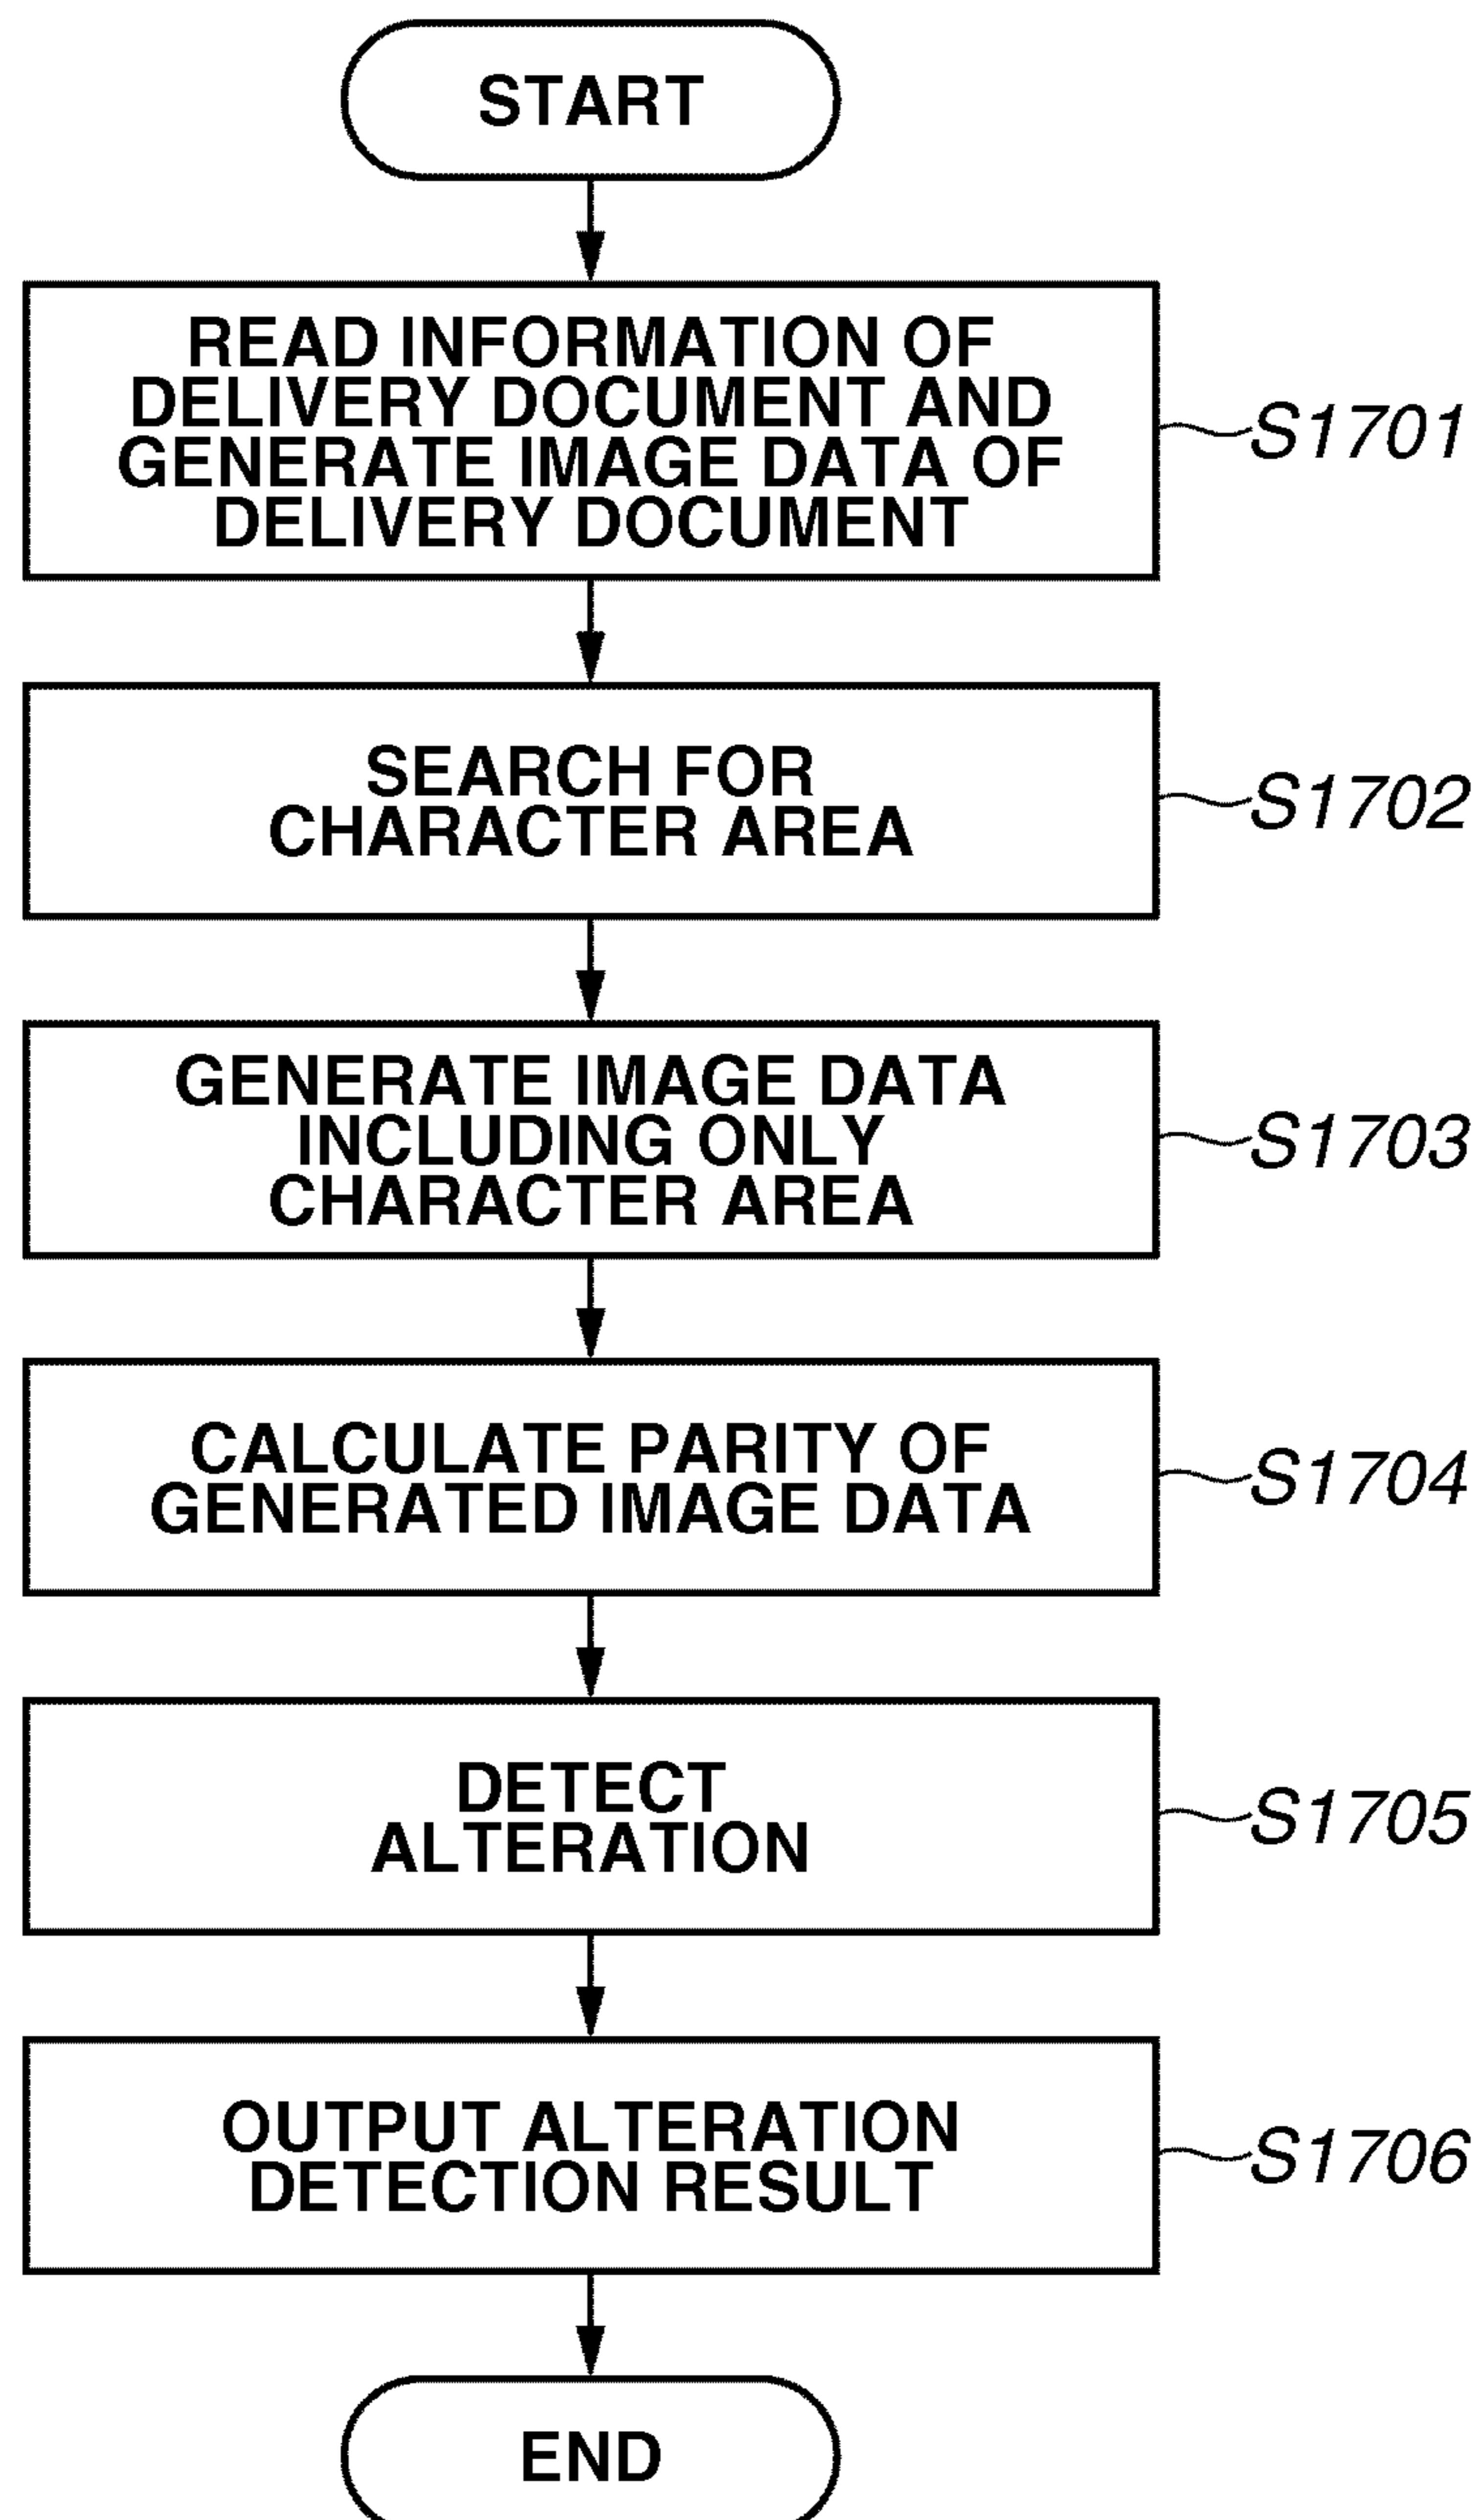 START
READ INFORMATION OF
DELIVERY DOCUMENT AND
GENERATE IMAGE DATA OF
DELIVERY DOCUMENT
S1701
SEARCH FOR
CHARACTER AREA
S1702
GENERATE IMAGE DATA
INCLUDING ONLY
CHARACTER AREA
S1703
CALCULATE PARITY OF
GENERATED IMAGE DATA
S1704
DETECT
ALTERATION
S1705
OUTPUT ALTERATION
DETECTION RESULT
S1706
END